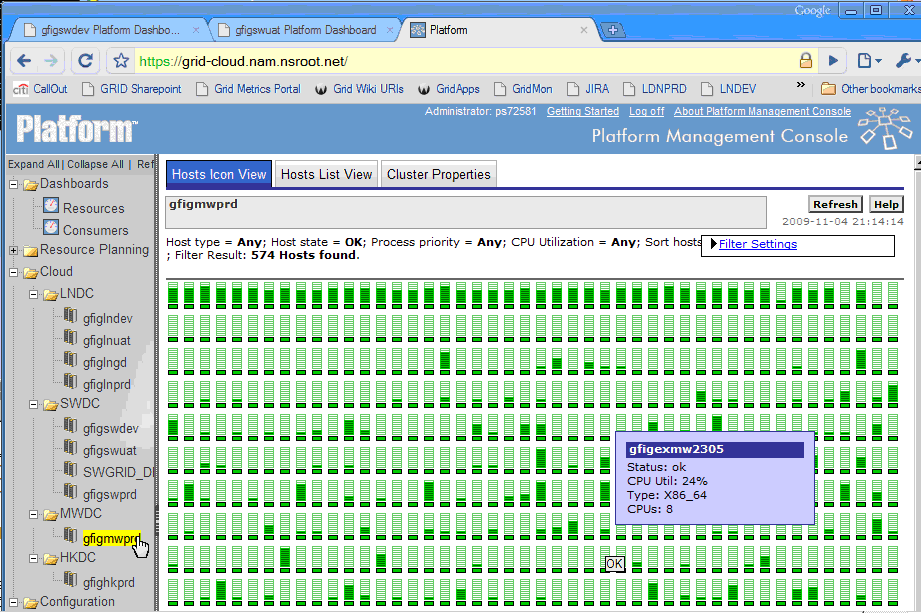 Google
gfigswdev Platform Dashbo...
gfigswuat Platform Dashboard
Platform
https://grid-cloud.nam.nsroot.net/
citi CallOut
GRID Sharepoint
Grid Metrics Portal
Grid Wiki URls
GridApps
GridMon
JIRA
LDNPRD
LNDEV
»
Other bookmarks
Administrator: ps72581 Getting Started Log off About Platform Management Console
Platform™
Platform Management Console
Expand All| Collapse All | Ref
Dashboards
Resources
Consumers
Resource Planning
Cloud
LNDC
gfiglndev
gfiglnuat
gfiglngd
gfiglnprd
SWDC
gfigswdev
gfigswuat
SWGRID_D
gfigswprd
MWDC
gfigmwprd
HKDC
gfighkprd
Configuration
Hosts Icon View
Hosts List View
Cluster Properties
gfigmwprd
Refresh
Help
2009-11-04 21:14:14
Host type = Any; Host state = OK; Process priority = Any; CPU Utilization = Any; Sort hosts
; Filter Result: 574 Hosts found.
Filter Settings
gfigexmw2305
Status: ok
CPU Util: 24%
Type: X86_64
CPUs: 8
OK